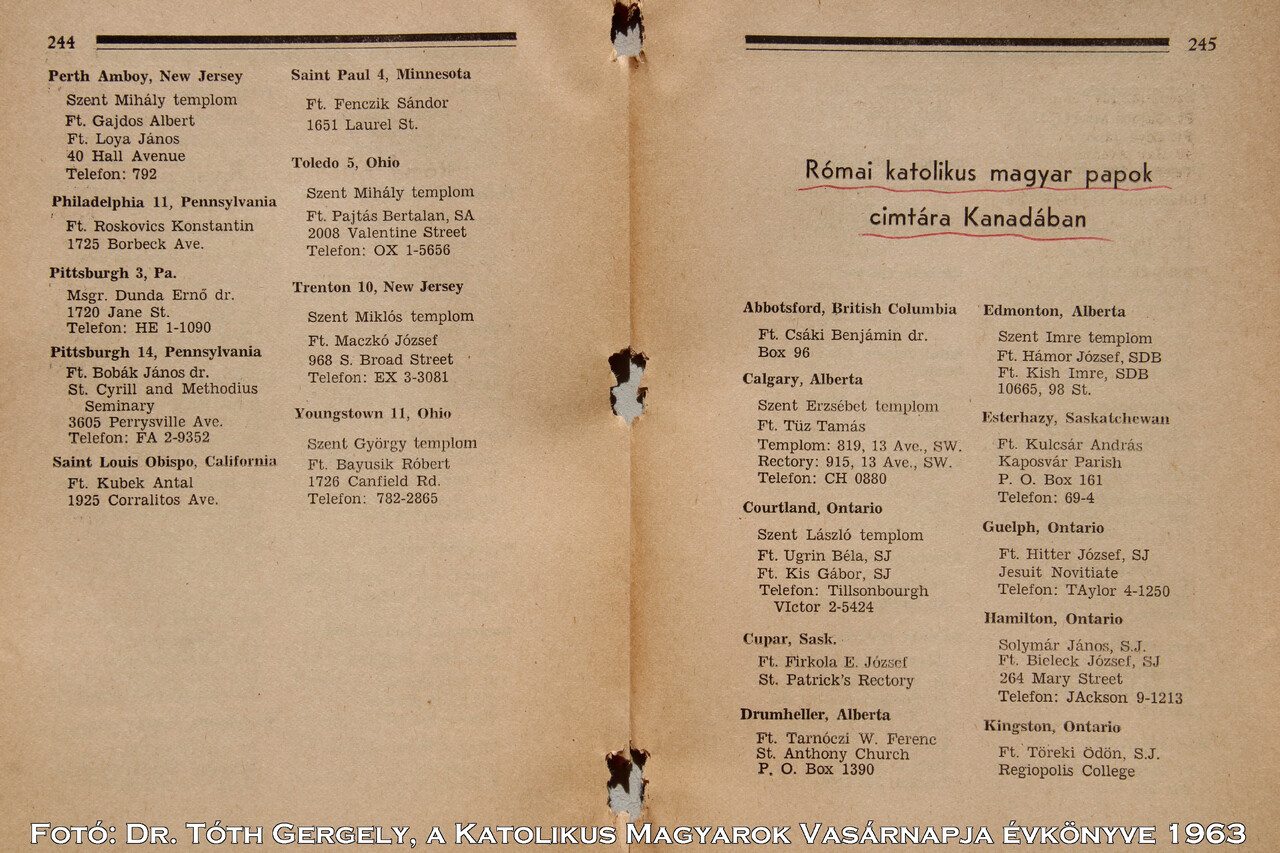 244
Perth Amboy, New Jersey
Szent Mihály templom
Ft. Gajdos Albert
Ft. Loya János
40 Hall Avenue
Telefon: 792
Philadelphia 11, Pennsylvania
Ft. Roskovics Konstantin
1725 Borbeck Ave.
Pittsburgh 3, Pa.
Msgr. Dunda Ernő dr.
1720 Jane St.
Telefon: HE 1-1090
Pittsburgh 14, Pennsylvania
Ft. Bobák János dr.
St. Cyrill and Methodius
Seminary
3605 Perrysville Ave.
Telefon: FA 2-9352
Saint Louis Obispo, California
Ft. Kubek Antal
1925 Corralitos Ave.
Saint Paul 4, Minnesota
Ft. Fenczik Sándor
1651 Laurel St.
Toledo 5, Ohio
Szent Mihály templom
Ft. Pajtás Bertalan, SA
2008 Valentine Street
Telefon: OX 1-5656
Trenton 10, New Jersey
Szent Miklós templom
Ft. Maczkó József
968 S. Broad Street
Telefon: EX 3-3081
Youngstown 11, Ohio
Szent György templom
Ft. Bayusik Róbert
1726 Canfield Rd.
Telefon: 782-2865
245
Római katolikus magyar papok
cimtára Kanadában
Abbotsford, British Columbia
Ft. Csáki Benjámin dr.
Box 96
Calgary, Alberta
Szent Erzsébet templom
Ft. Tüz Tamás
Templom: 819, 13 Ave., SW.
Rectory: 915, 13 Ave., SW.
Telefon: CH 0880
Courtland, Ontario
Szent László templom
Ft. Ugrin Béla, SJ
Ft. Kis Gábor, SJ
Telefon: Tillsonbourgh
VIctor 2-5424
Cupar, Sask.
Ft. Firkola E. József
St. Patrick's Rectory
Drumheller, Alberta
Ft. Tarnóczi W. Ferenc
St. Anthony Church
P. O. Box 1390
Edmonton, Alberta
Szent Imre templom
Ft. Hámor József, SDB
Ft. Kish Imre, SDB
10665, 98 St.
Esterhazy, Saskatchewan
Ft. Kulcsár András
Kaposvár Parish
P. O. Box 161
Telefon: 69-4
Guelph, Ontario
Ft. Hitter József, SJ
Jesuit Novitiate
Telefon: TAylor 4-1250
Hamilton, Ontario
Solymár János, S.J.
Ft. Bieleck József, SJ
264 Mary Street
Telefon: JAckson 9-1213
Kingston, Ontario
Ft. Töreki Ödön, S.J.
Regiopolis College
Fotó: Dr. Tóth Gergely, a Katolikus Magyarok Vasárnapja évkönyve 1963